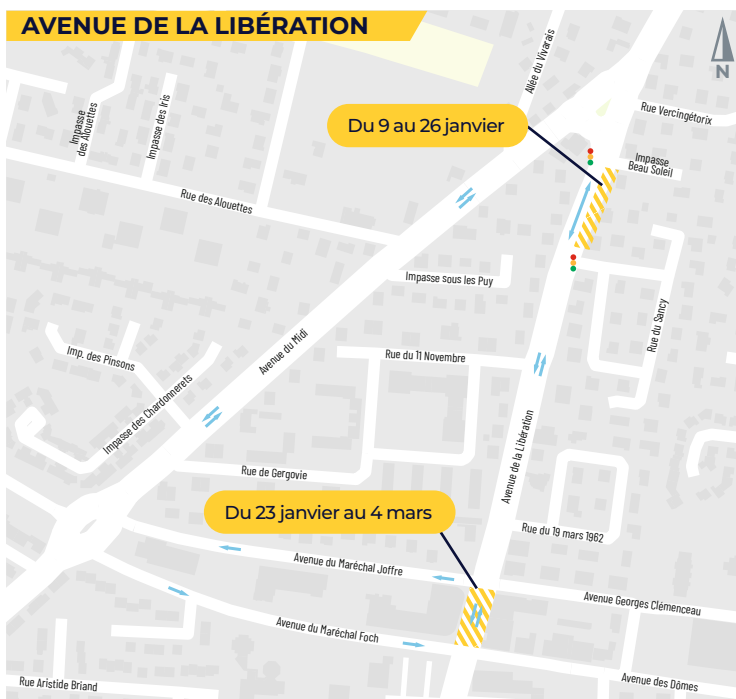 AVENUE DE LA LIBÉRATION
N
Allée du Vivarais
Rue Vercingétorix
Impasse
des Alouettes
Impasse des Iris
Du 9 au 26 janvier
Impasse
Beau Soleil
Rue des Alouettes
Impasse sous les Puy
Rue du Sancy
Avenue du Midi
Rue du 11 Novembre
Imp. des Pinsons
Impasse des Chardonnerets
Avenue de la Libération
Rue de Gergovie
Du 23 janvier au 4 mars
Rue du 19 mars 1962
Avenue du Maréchal Joffre
Avenue Georges Clémenceau
Avenue du Maréchal Foch
Avenue des Dômes
Rue Aristide Briand